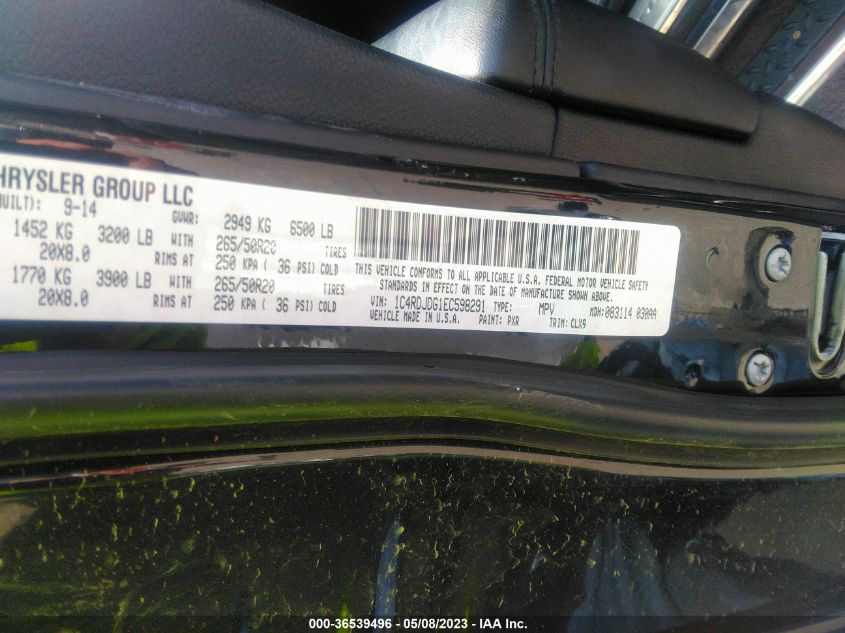 HRYSLER GROUP LLC
BUILT): 9-14 GVWR: 2949 KG 6500 LB
1452 KG 3200 LB WITH 265/50R20 TIRES
20X8.0 RIMS AT 250 KPA ( 36 PSI) COLD
1770 KG 3900 LB WITH 265/50R20 TIRES
20X8.0 RIMS AT 250 KPA ( 36 PSI) COLD
THIS VEHICLE CONFORMS TO ALL APPLICABLE U.S.A. FEDERAL MOTOR VEHICLE SAFETY
STANDARDS IN EFFECT ON THE DATE OF MANUFACTURE SHOWN ABOVE.
VIN: 1C4RDJDG1EC598291 TYPE: MPV MDH: 083114 030AA
VEHICLE MADE IN U.S.A. PAINT: PXR TRIM: CLX9
000-36539496 - 05/08/2023 - IAA Inc.